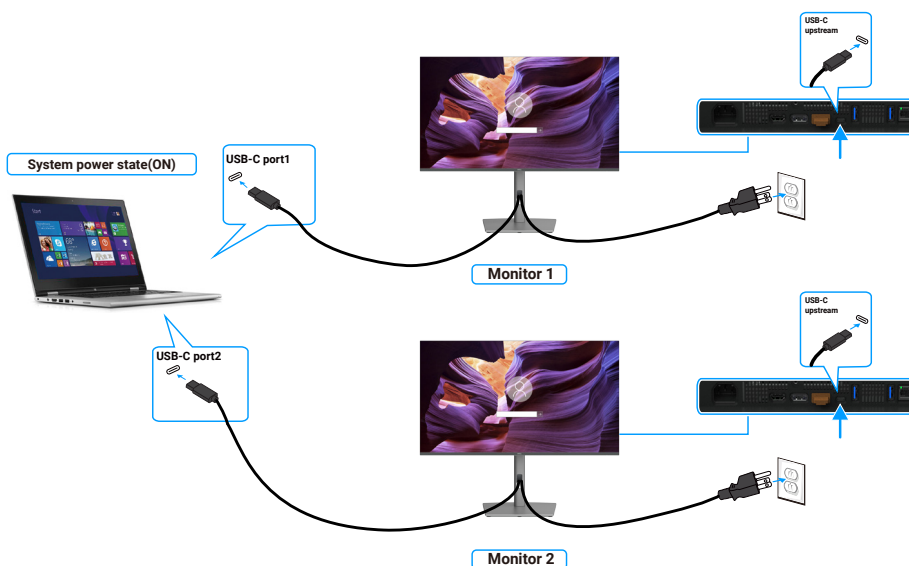 USB-C
upstream
System power state(ON)
USB-C port1
Monitor 1
USB-C
upstream
USB-C port2
Monitor 2